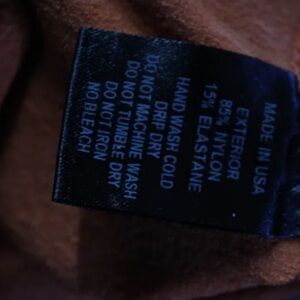 MADE IN USA
EXTERIOR
85% NYLON
15% ELASTANE
HAND WASH COLD
DRIP DRY
DO NOT MACHINE WASH
DO NOT TUMBLE DRY
DO NOT IRON
NO BLEACH